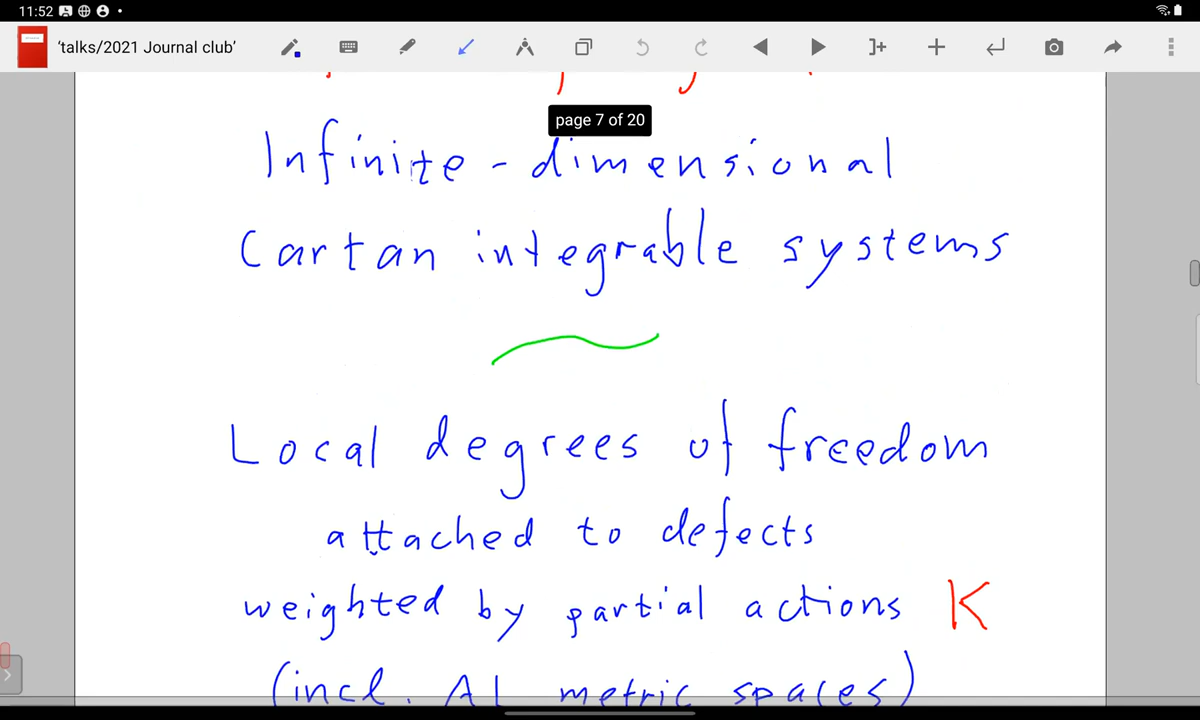 11:52
'talks/2021 Journal club'
page 7 of 20
Infinite-dimensional
Cartan integrable systems
Local degrees of freedom
attached to defects
weighted by partial actions K
(incl. AL metric spaces)